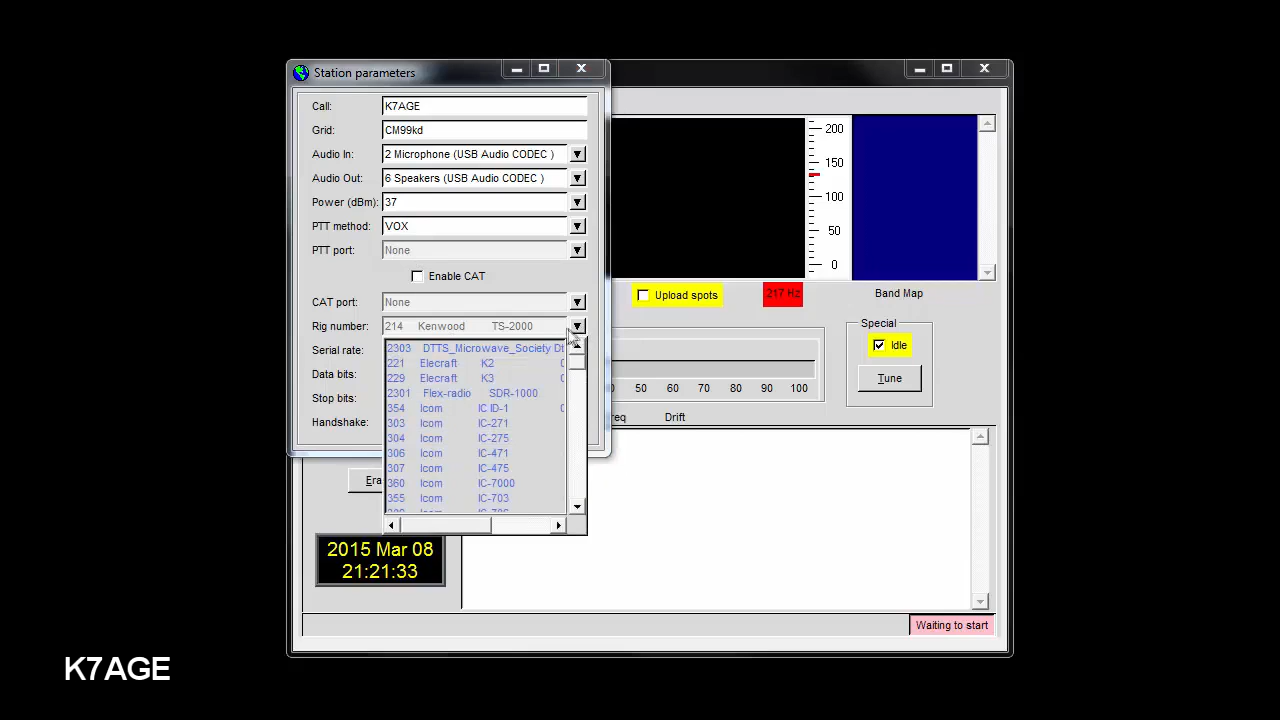 Station parameters
Call: K7AGE
Grid: CM99kd
Audio In: 2 Microphone (USB Audio CODEC )
Audio Out: 6 Speakers (USB Audio CODEC )
Power (dBm): 37
PTT method: VOX
PTT port: None
Enable CAT
CAT port: None
Rig number: 214 Kenwood TS-2000
Serial rate:
Data bits:
Stop bits:
Handshake:
2303 DTTS_Microwave_Society Dt
221 Elecraft K2 0
229 Elecraft K3 0
2301 Flex-radio SDR-1000
354 Icom IC ID-1 0
303 Icom IC-271
304 Icom IC-275
306 Icom IC-471
307 Icom IC-475
360 Icom IC-7000
355 Icom IC-703
200
150
100
50
0
Upload spots
217 Hz
Band Map
Special
Idle
Tune
50 60 70 80 90 100
req Drift
Era
2015 Mar 08
21:21:33
Waiting to start
K7AGE